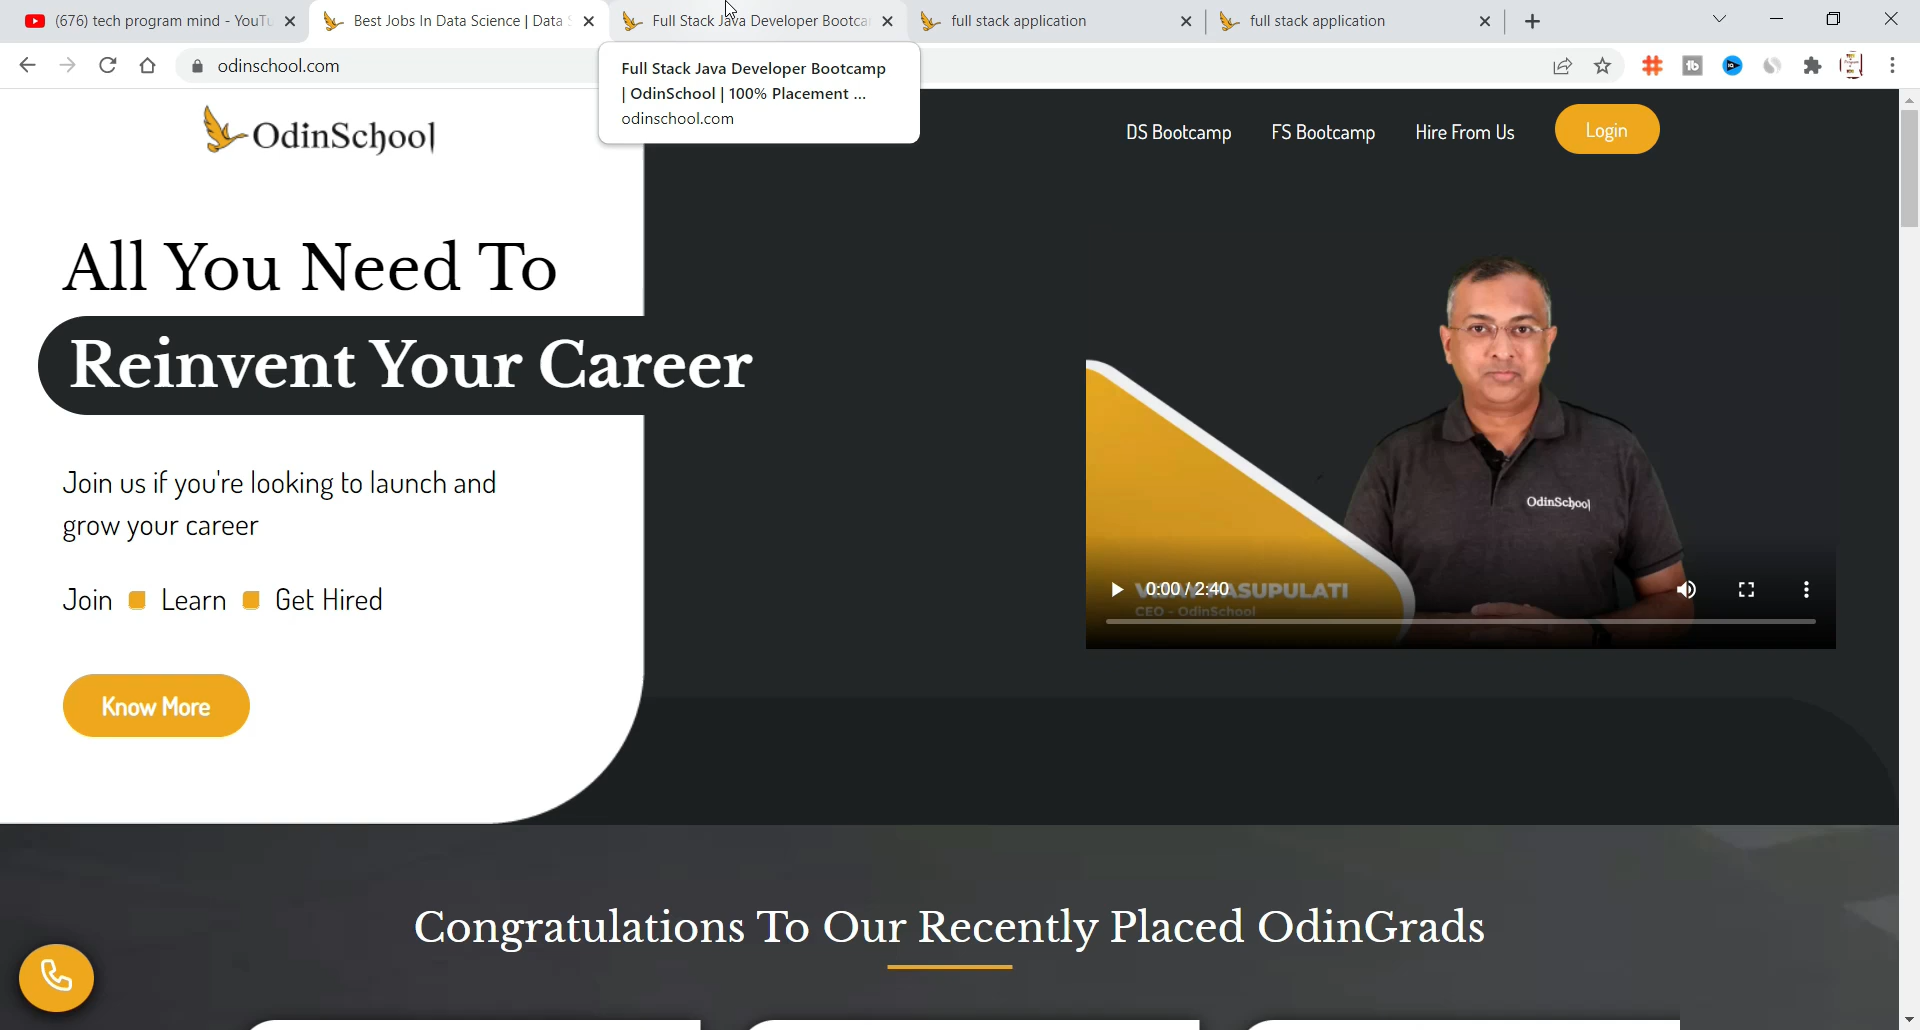 (676) tech program mind - YouTu
Best Jobs In Data Science | Data S
Full Stack Java Developer Bootca
full stack application
full stack application
odinschool.com
Full Stack Java Developer Bootcamp
| OdinSchool | 100% Placement ...
odinschool.com
OdinSchool
DS Bootcamp
FS Bootcamp
Hire From Us
Login
All You Need To
Reinvent Your Career
Join us if you're looking to launch and
grow your career
Join
Learn
Get Hired
Know More
OdinSchool
0:00 / 2:40
CEO - OdinSchool
Congratulations To Our Recently Placed OdinGrads